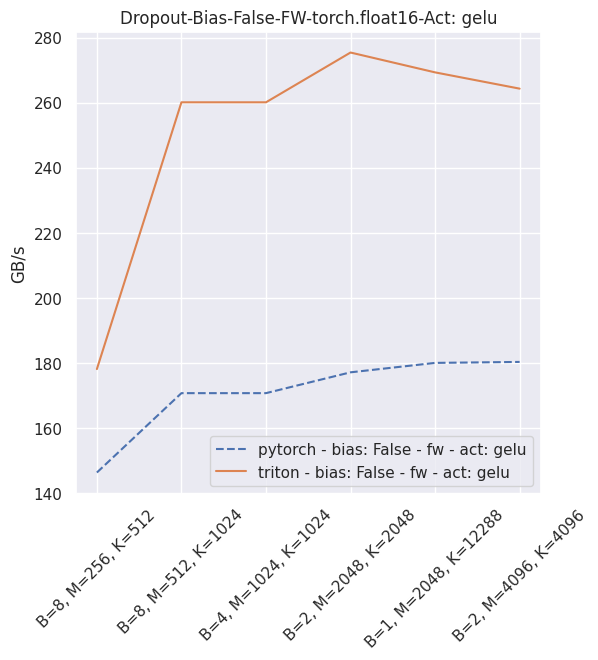 Dropout-Bias-False-FW-torch.float16-Act: gelu
280
260
240
220
200
180
160
140
GB/s
pytorch - bias: False - fw - act: gelu
triton - bias: False - fw - act: gelu
B=8, M=256, K=512
B=8, M=512, K=1024
B=4, M=1024, K=1024
B=2, M=2048, K=2048
B=1, M=2048, K=12288
B=2, M=4096, K=4096